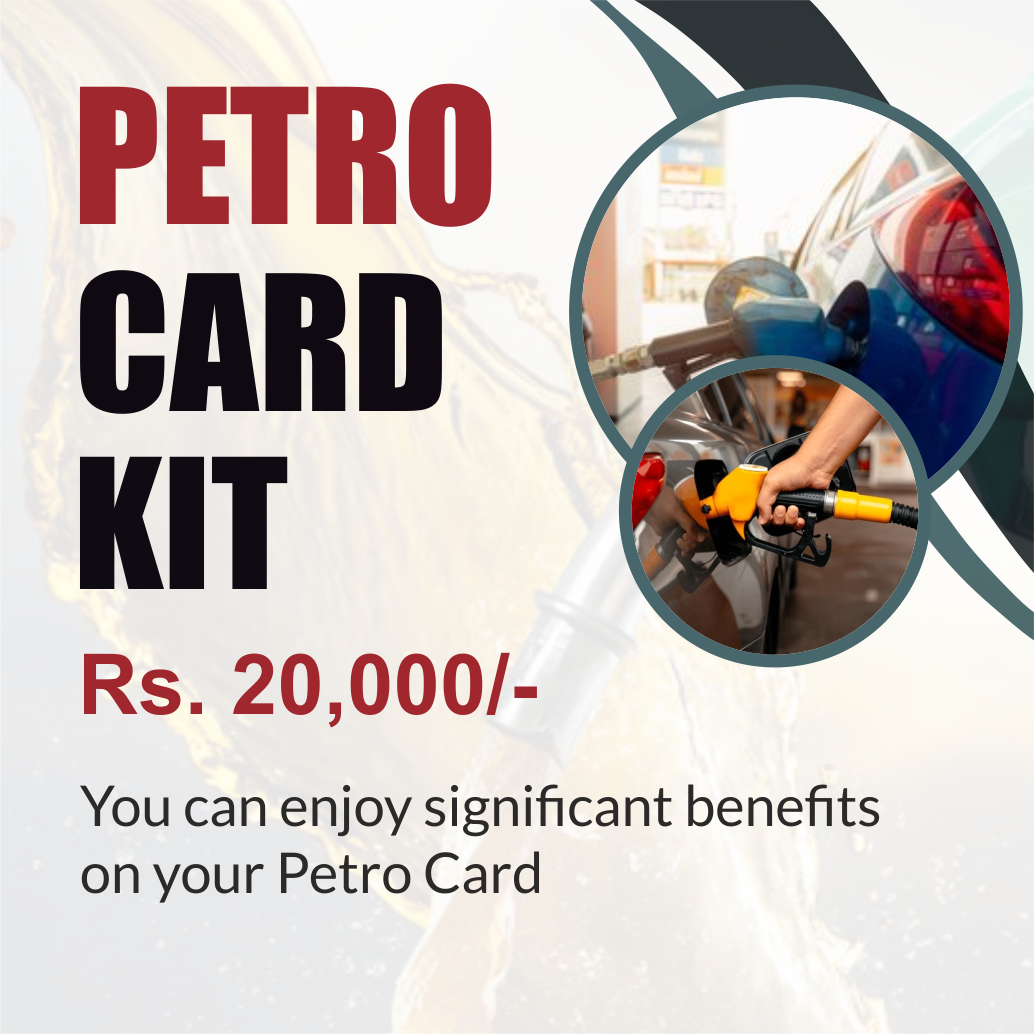 PETRO
CARD
KIT
Rs. 20,000/-
You can enjoy significant benefits
on your Petro Card